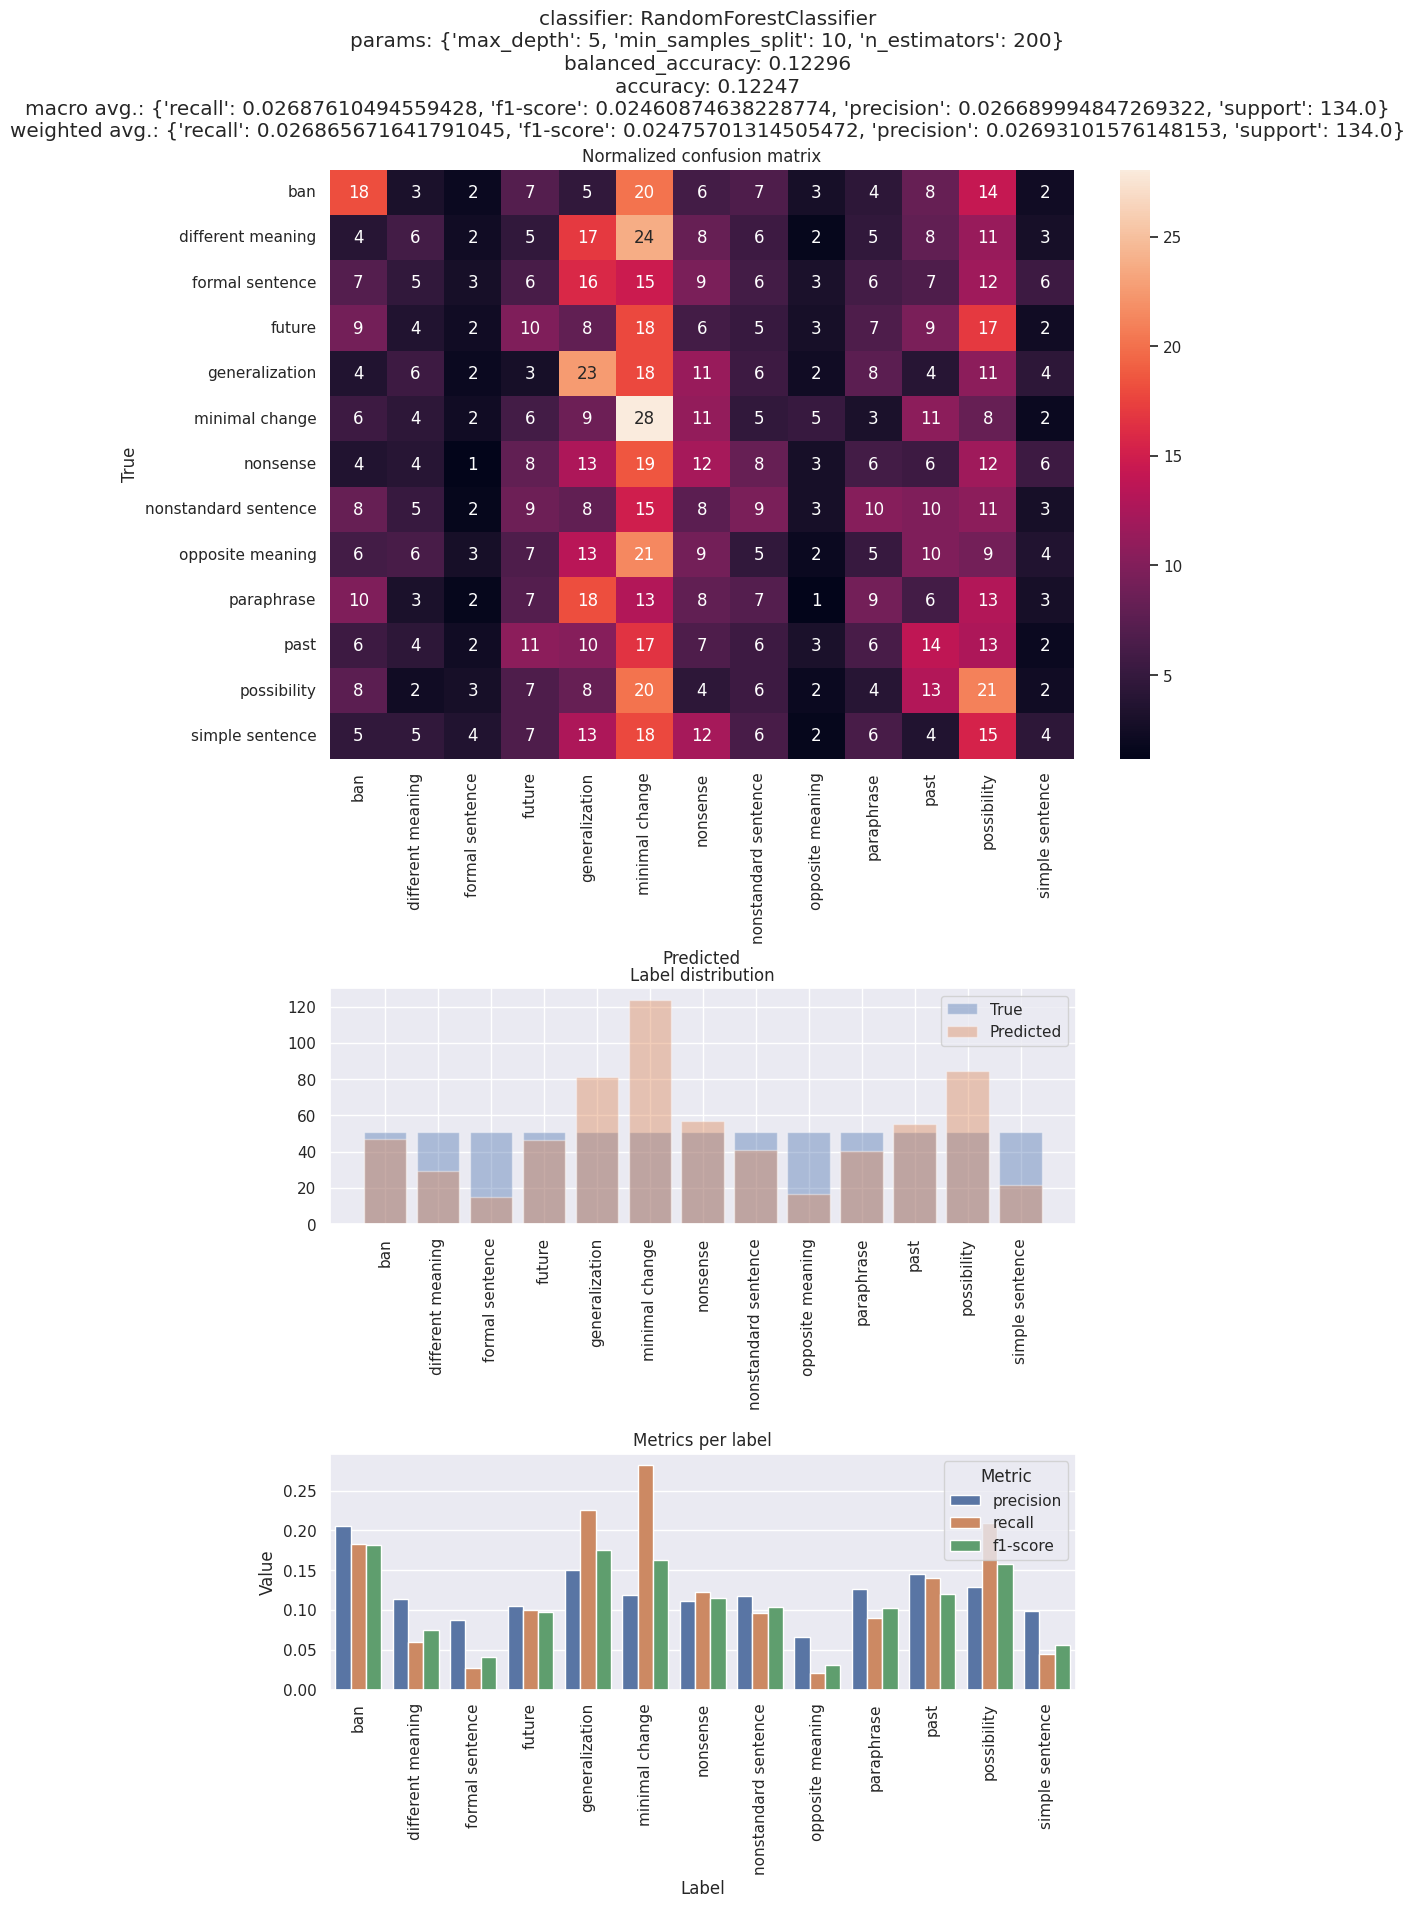 classifier: RandomForestClassifier
params: {'max_depth': 5, 'min_samples_split': 10, 'n_estimators': 200}
balanced_accuracy: 0.12296
accuracy: 0.12247
macro avg.: {'recall': 0.02687610494559428, 'f1-score': 0.02460874638228774, 'precision': 0.026689994847269322, 'support': 134.0}
weighted avg.: {'recall': 0.026865671641791045, 'f1-score': 0.02475701314505472, 'precision': 0.02693101576148153, 'support': 134.0}
Normalized confusion matrix
ban 18 3 2 7 5 20 6 7 3 4 8 14 2
different meaning 4 6 2 5 17 24 8 6 2 5 8 11 3
formal sentence 7 5 3 6 16 15 9 6 3 6 7 12 6
future 9 4 2 10 8 18 6 5 3 7 9 17 2
generalization 4 6 2 3 23 18 11 6 2 8 4 11 4
minimal change 6 4 2 6 9 28 11 5 5 3 11 8 2
nonsense 4 4 1 8 13 19 12 8 3 6 6 12 6
nonstandard sentence 8 5 2 9 8 15 8 9 3 10 10 11 3
opposite meaning 6 6 3 7 13 21 9 5 2 5 10 9 4
paraphrase 10 3 2 7 18 13 8 7 1 9 6 13 3
past 6 4 2 11 10 17 7 6 3 6 14 13 2
possibility 8 2 3 7 8 20 4 6 2 4 13 21 2
simple sentence 5 5 4 7 13 18 12 6 2 6 4 15 4
True
25
20
15
10
5
ban
different meaning
formal sentence
future
generalization
minimal change
nonsense
nonstandard sentence
opposite meaning
paraphrase
past
possibility
simple sentence
Predicted
Label distribution
120
100
80
60
40
20
0
True
Predicted
ban
different meaning
formal sentence
future
generalization
minimal change
nonsense
nonstandard sentence
opposite meaning
paraphrase
past
possibility
simple sentence
Metrics per label
Value
0.25
0.20
0.15
0.10
0.05
0.00
Metric
precision
recall
f1-score
ban
different meaning
formal sentence
future
generalization
minimal change
nonsense
nonstandard sentence
opposite meaning
paraphrase
past
possibility
simple sentence
Label